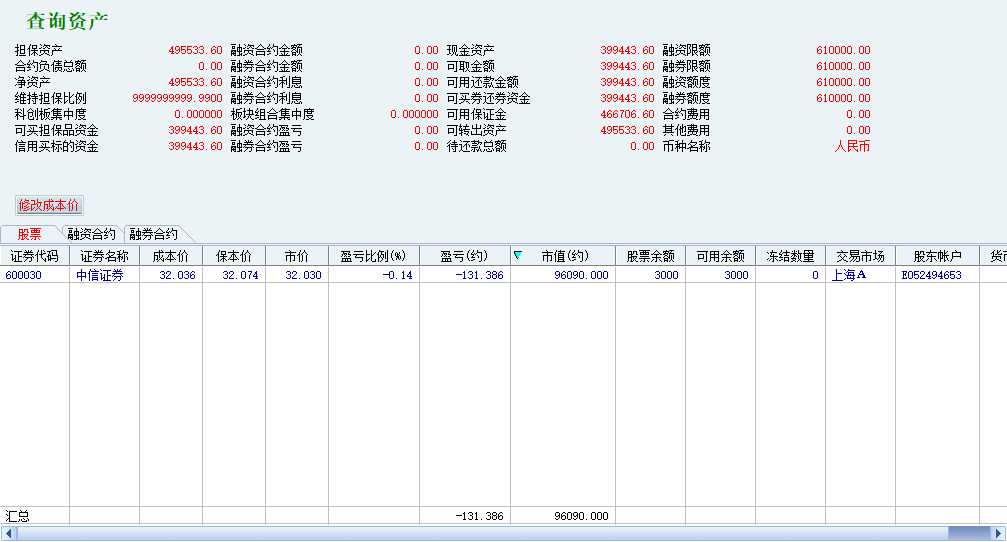 查询资产
担保资产 495533.60 融资合约金额 0.00 现金资产 399443.60 融资限额 610000.00
合约负债总额 0.00 融券合约金额 0.00 可取金额 399443.60 融券限额 610000.00
净资产 495533.60 融资合约利息 0.00 可用还款金额 399443.60 融资额度 610000.00
维持担保比例 9999999999.9900 融券合约利息 0.00 可买券还券资金 399443.60 融券额度 610000.00
科创板集中度 0.000000 板块组合集中度 0.000000 可用保证金 466706.60 合约费用 0.00
可买担保品资金 399443.60 融资合约盈亏 0.00 可转出资产 495533.60 其他费用 0.00
信用买标的资金 399443.60 融券合约盈亏 0.00 待还款总额 0.00 币种名称 人民币
修改成本价
股票 融资合约 融券合约
证券代码 证券名称 成本价 保本价 市价 盈亏比例(%) 盈亏(约) 市值(约) 股票余额 可用余额 冻结数量 交易市场 股东帐户
600030 中信证券 32.036 32.074 32.030 -0.14 -131.386 96090.000 3000 3000 0 上海A E052494653
汇总 -131.386 96090.000